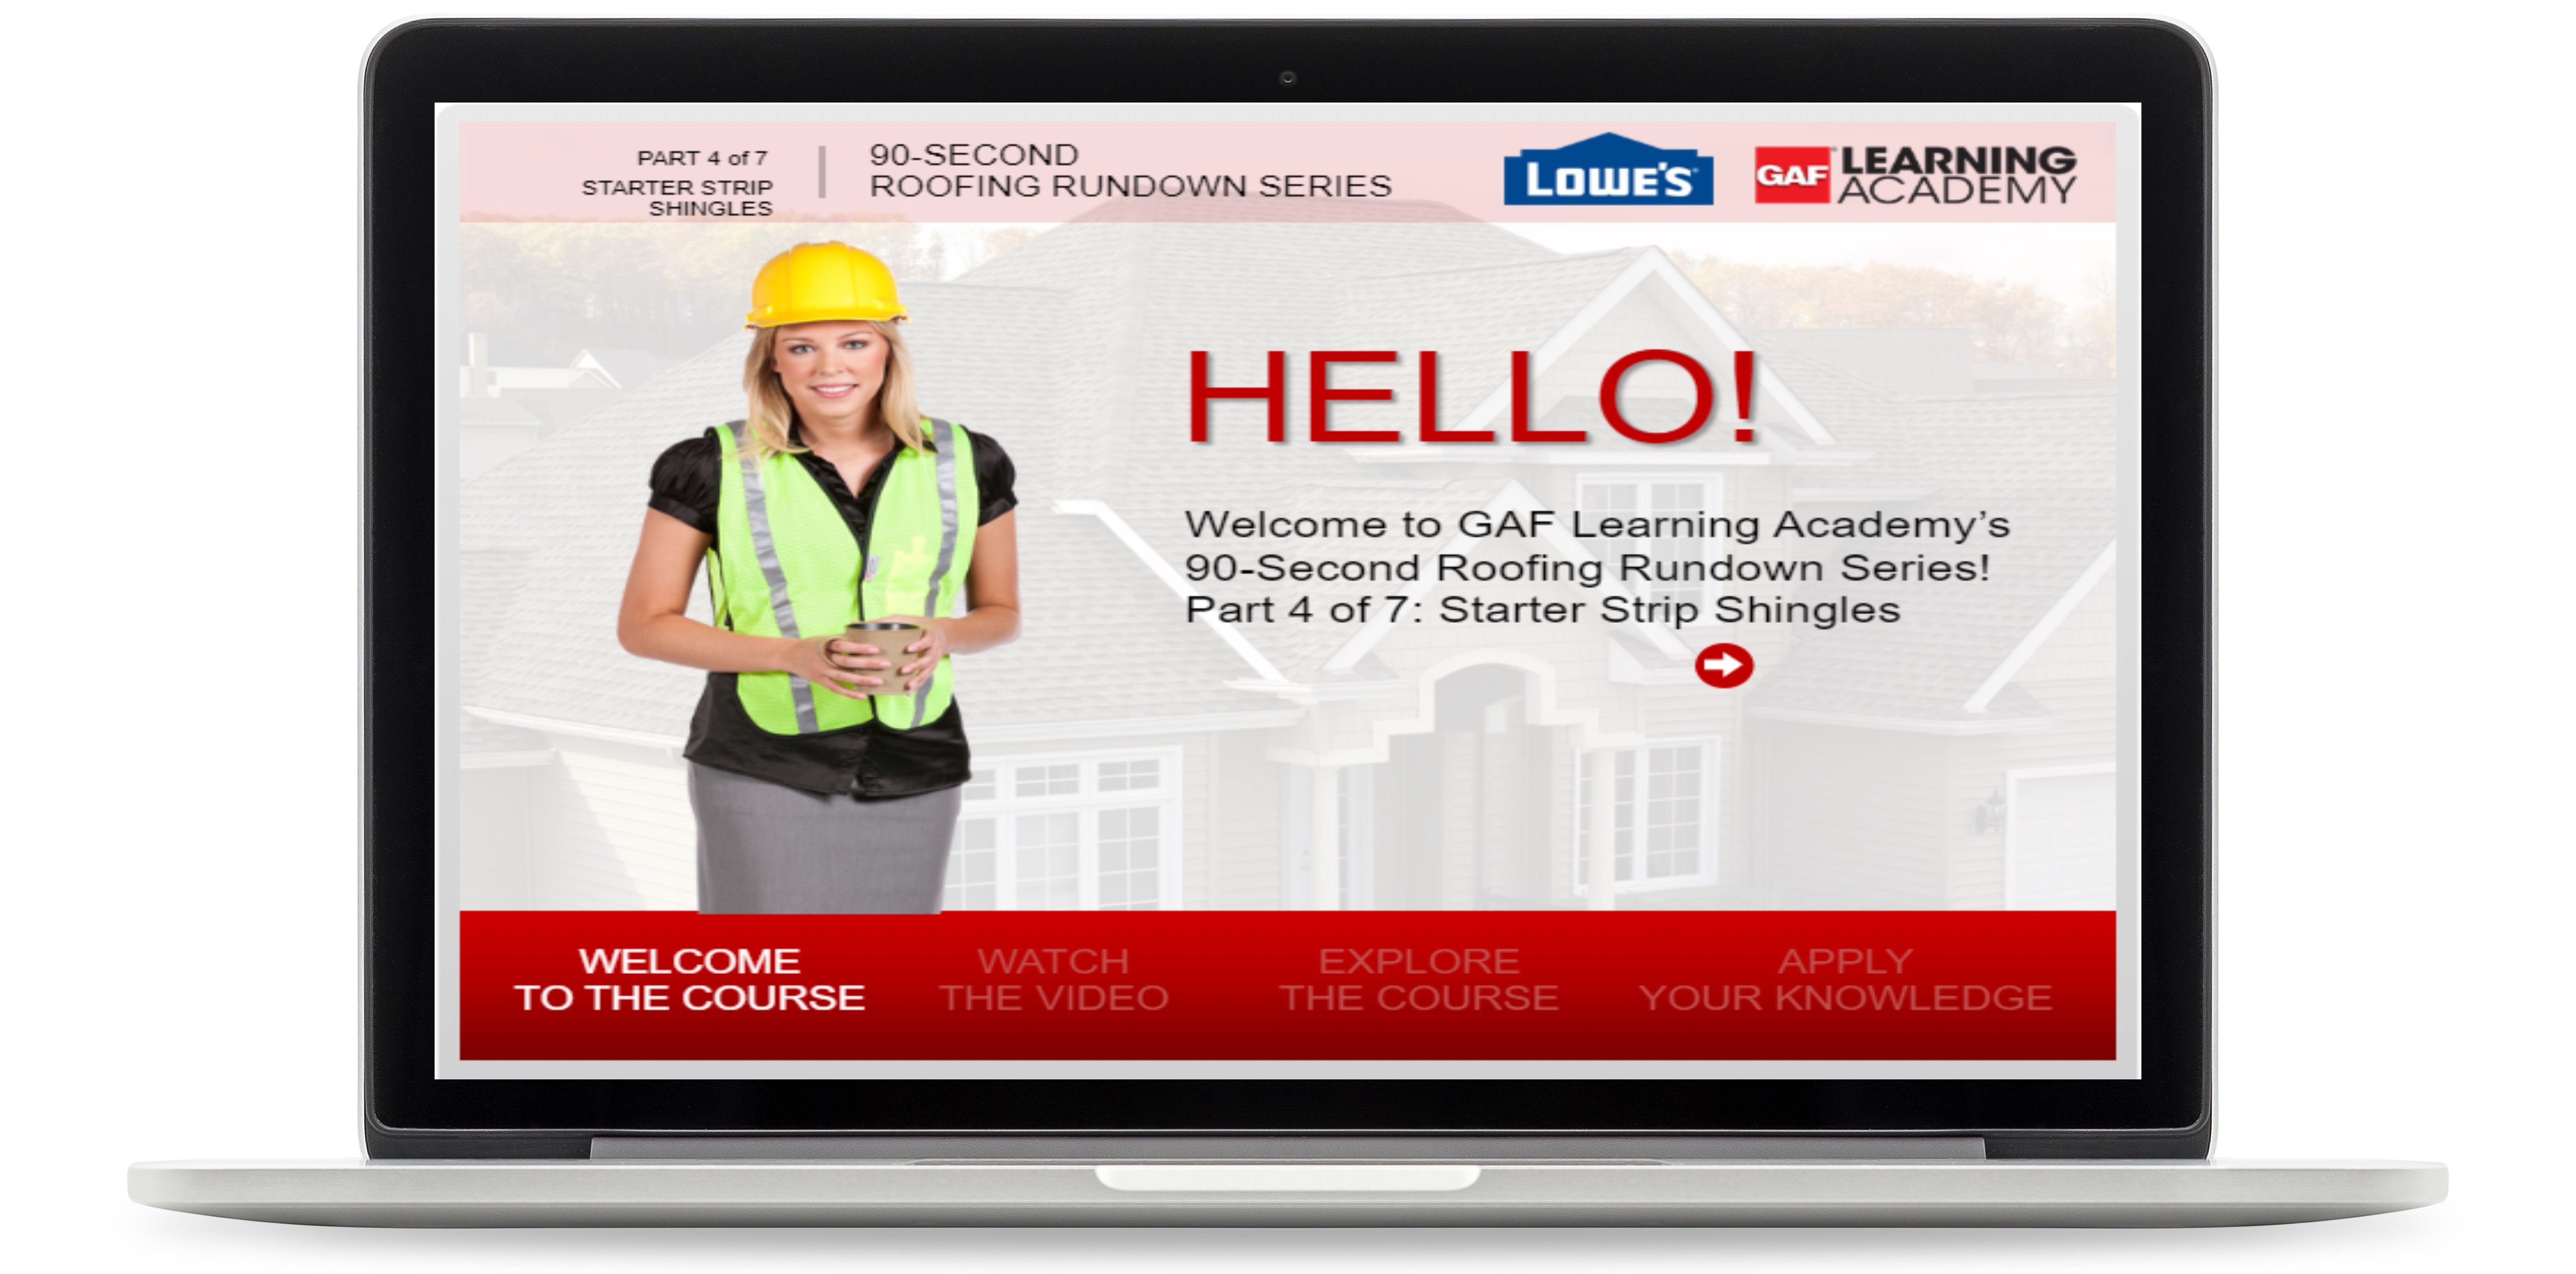 PART 4 of 7
STARTER STRIP
SHINGLES
90-SECOND
ROOFING RUNDOWN SERIES
LOWE'S
GAF LEARNING
ACADEMY
HELLO!
Welcome to GAF Learning Academy’s
90-Second Roofing Rundown Series!
Part 4 of 7: Starter Strip Shingles
WELCOME
TO THE COURSE
WATCH
THE VIDEO
EXPLORE
THE COURSE
APPLY
YOUR KNOWLEDGE